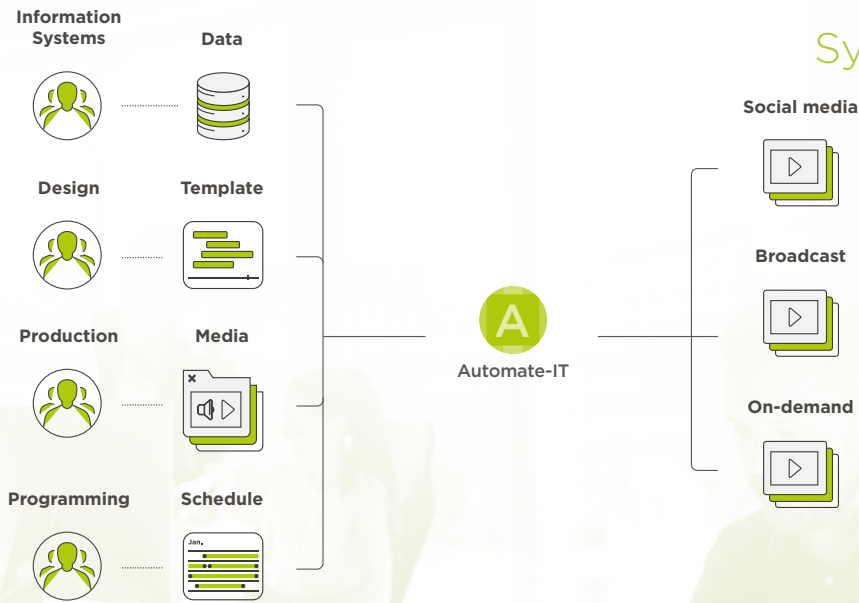 Information
Systems
Data
Design
Template
Production
Media
Programming
Schedule
Jan.
A
Automate-IT
Sy
Social media
Broadcast
On-demand